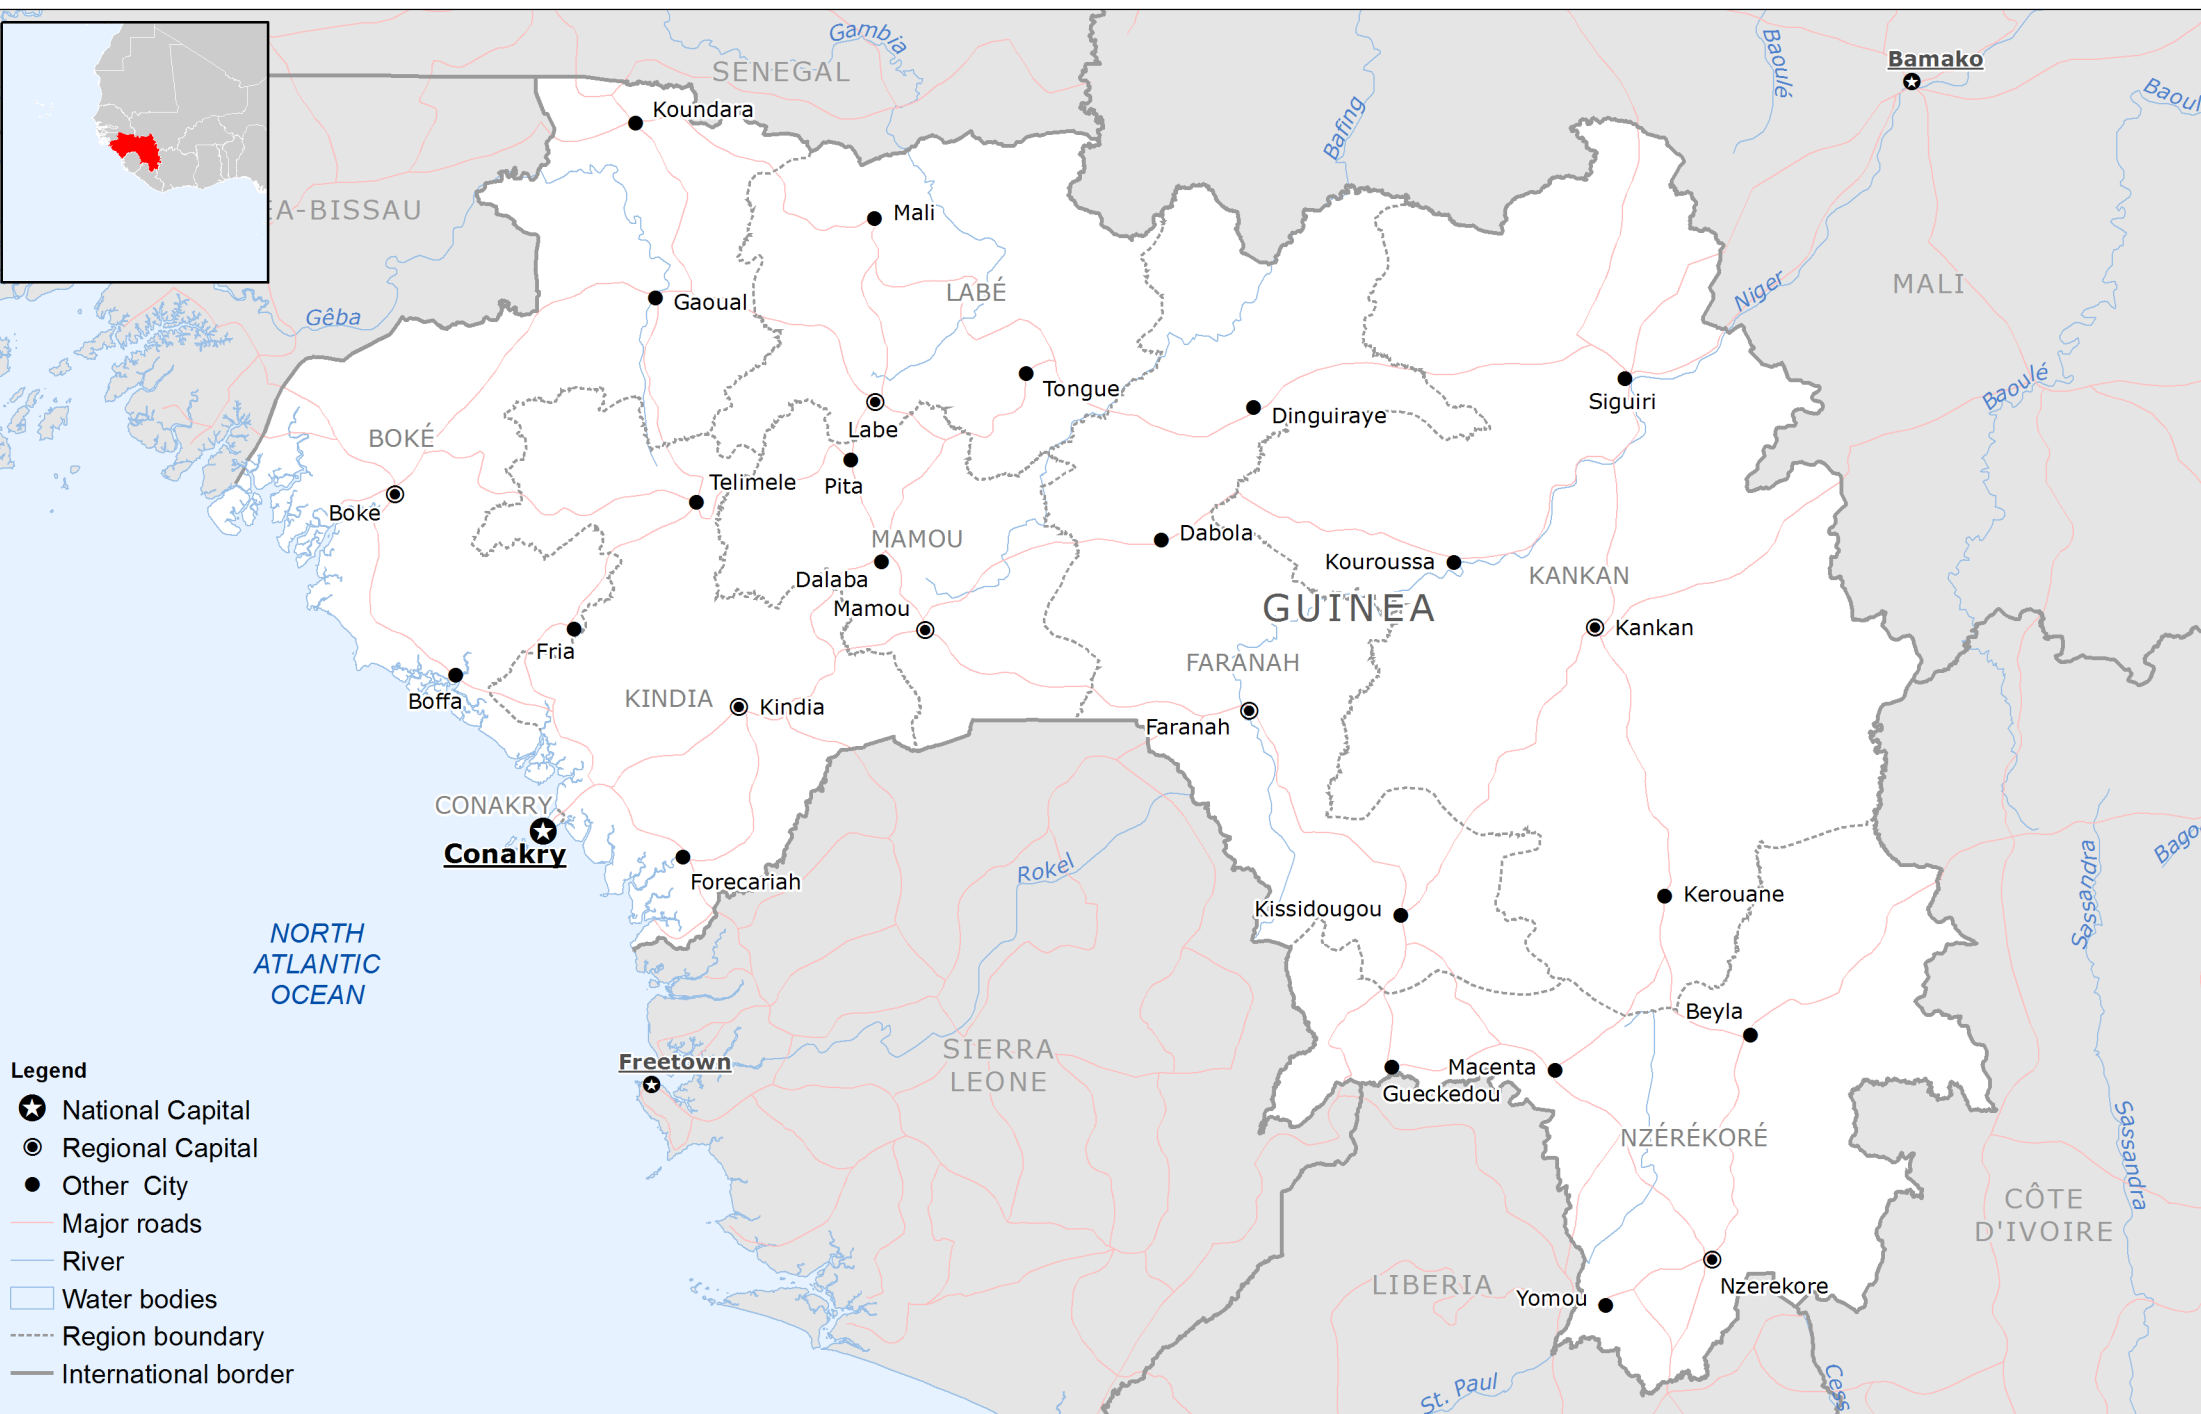 Gambia
SENEGAL
Bafing
Baoulé
Bamako
Baoul
Koundara
A-BISSAU
Mali
LABÉ
MALI
Niger
Gaoual
Gêba
Baoulé
Tongue
Siguiri
Dinguiraye
Labe
BOKÉ
Telimele
Pita
Boke
MAMOU
Dabola
Kouroussa
KANKAN
Dalaba
Mamou
GUINEA
Kankan
Fria
FARANAH
Boffa
KINDIA
Kindia
Faranah
CONAKRY
Conakry
Rokel
Sassandra
Bago
Forecariah
Kissidougou
Kerouane
NORTH
ATLANTIC
OCEAN
Beyla
SIERRA
LEONE
Freetown
Macenta
Gueckedou
NZÉRÉKORÉ
Sassandra
CÔTE
D'IVOIRE
LIBERIA
Yomou
Nzerekore
St. Paul
Cess
Legend
National Capital
Regional Capital
Other City
Major roads
River
Water bodies
Region boundary
International border